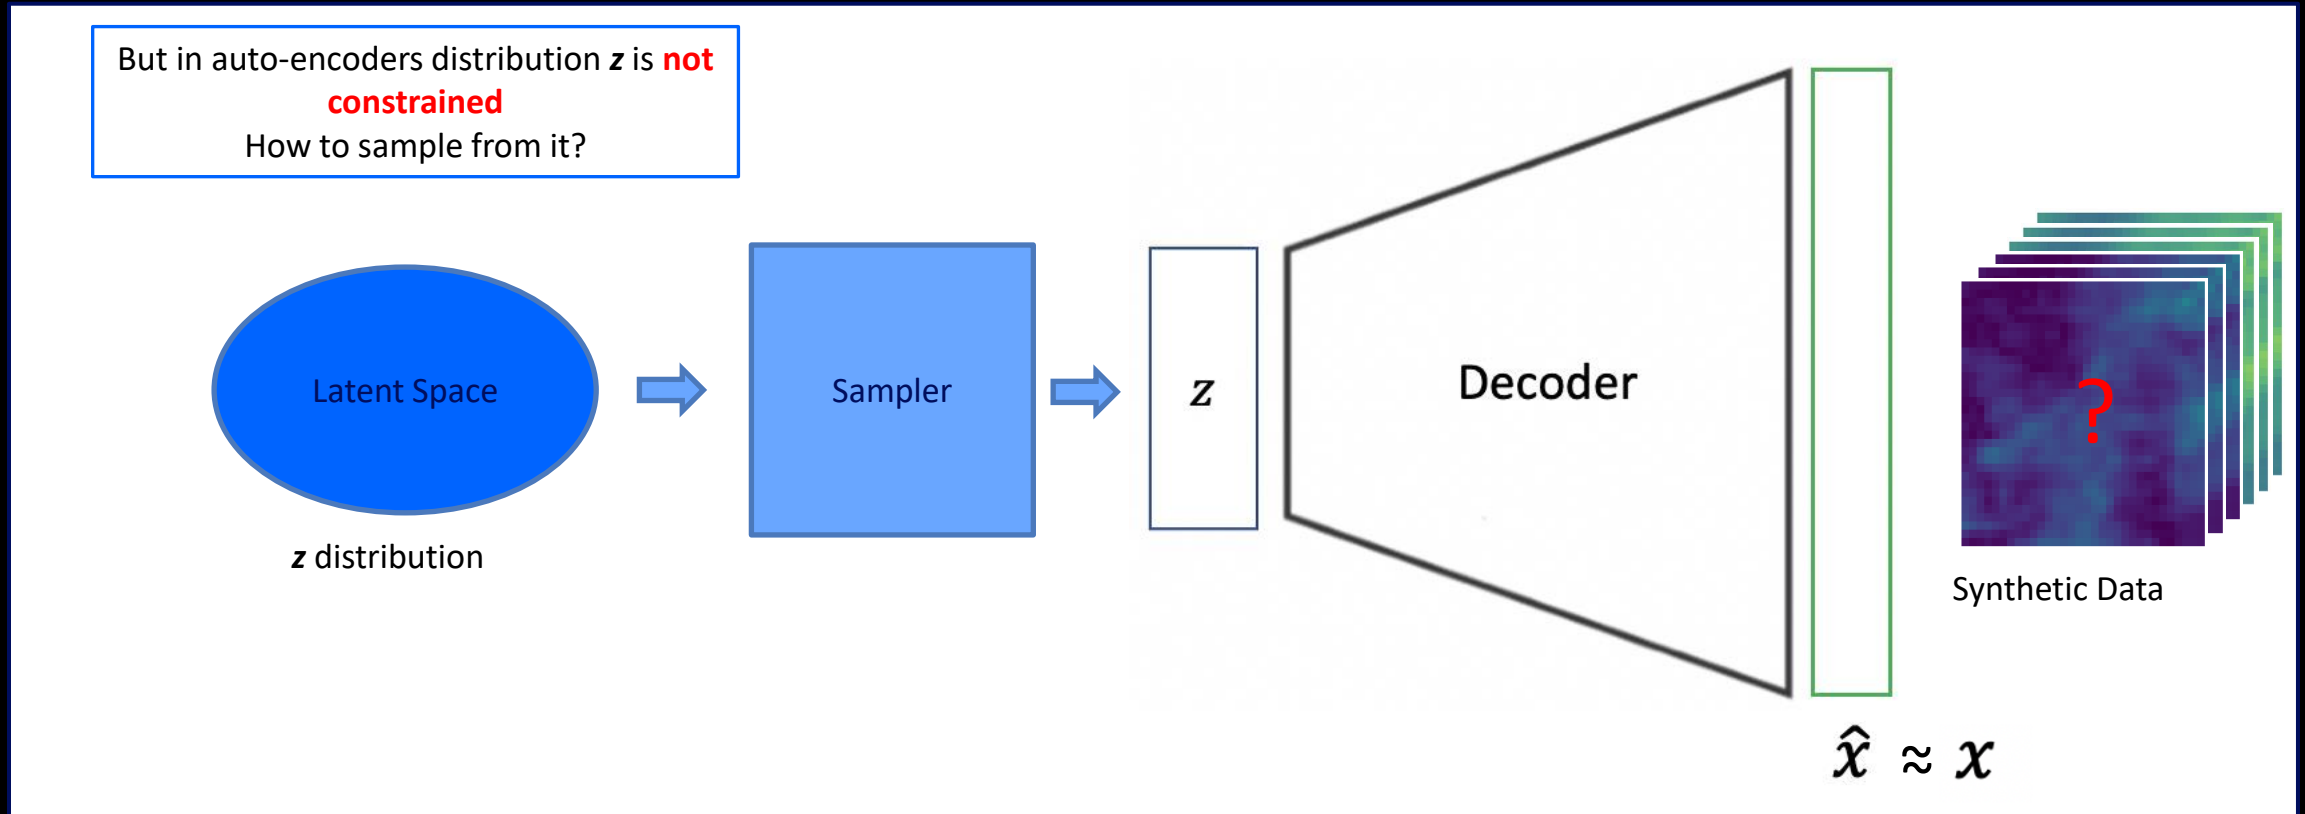 But in auto-encoders distribution z is not
constrained
How to sample from it?
Latent Space
Sampler
z
Decoder
?
z distribution
Synthetic Data
x̂ ≈ x